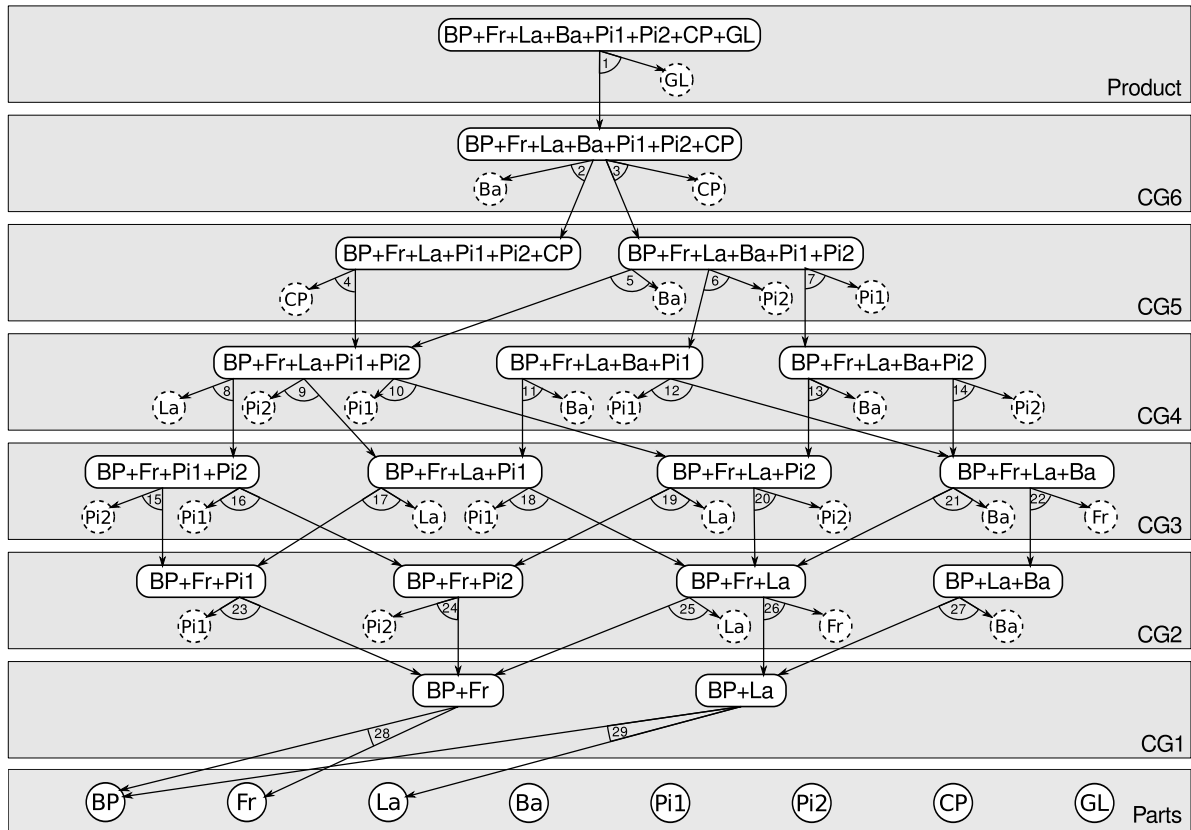 BP+Fr+La+Ba+Pi1+Pi2+CP+GL
1
GL
Product
BP+Fr+La+Ba+Pi1+Pi2+CP
2 3
Ba CP
CG6
BP+Fr+La+Pi1+Pi2+CP BP+Fr+La+Ba+Pi1+Pi2
4 5 6 7
CP Ba Pi2 Pi1
CG5
BP+Fr+La+Pi1+Pi2 BP+Fr+La+Ba+Pi1 BP+Fr+La+Ba+Pi2
8 9 10 11 12 13 14
La Pi2 Pi1 Ba Pi1 Ba Pi2
CG4
BP+Fr+Pi1+Pi2 BP+Fr+La+Pi1 BP+Fr+La+Pi2 BP+Fr+La+Ba
15 16 17 18 19 20 21 22
Pi2 Pi1 La Pi1 La Pi2 Ba Fr
CG3
BP+Fr+Pi1 BP+Fr+Pi2 BP+Fr+La BP+La+Ba
23 24 25 26 27
Pi1 Pi2 La Fr Ba
CG2
BP+Fr BP+La
28 29
CG1
BP Fr La Ba Pi1 Pi2 CP GL
Parts